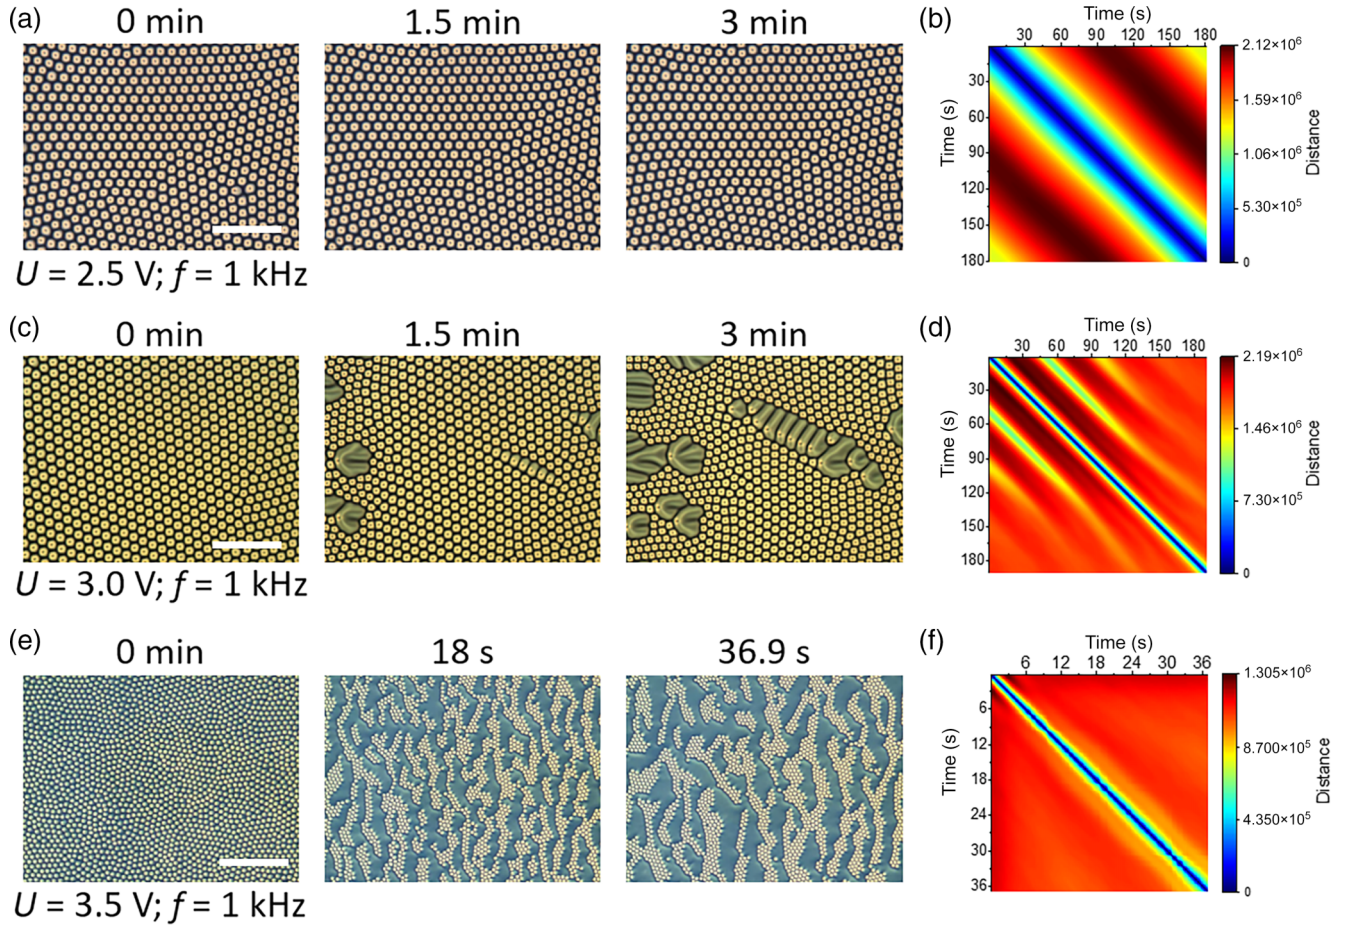 (a) 0 min 1.5 min 3 min
U = 2.5 V; f = 1 kHz
(b) Time (s)
30 60 90 120 150 180
Time (s)
30
60
90
120
150
180
2.12×10⁶
1.59×10⁶
1.06×10⁶
5.30×10⁵
0
Distance
(c) 0 min 1.5 min 3 min
U = 3.0 V; f = 1 kHz
(d) Time (s)
30 60 90 120 150 180
Time (s)
30
60
90
120
150
180
2.19×10⁶
1.46×10⁶
7.30×10⁵
0
Distance
(e) 0 min 18 s 36.9 s
U = 3.5 V; f = 1 kHz
(f) Time (s)
6 12 18 24 30 36
Time (s)
6
12
18
24
30
36
1.305×10⁶
8.700×10⁵
4.350×10⁵
0
Distance